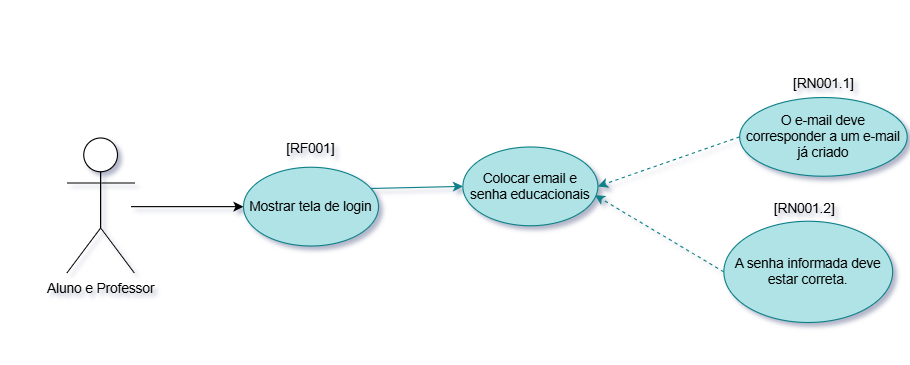 [RN001.1]
O e-mail deve
corresponder a um e-mail
já criado
[RF001]
Mostrar tela de login
Colocar email e
senha educacionais
[RN001.2]
A senha informada deve
estar correta.
Aluno e Professor